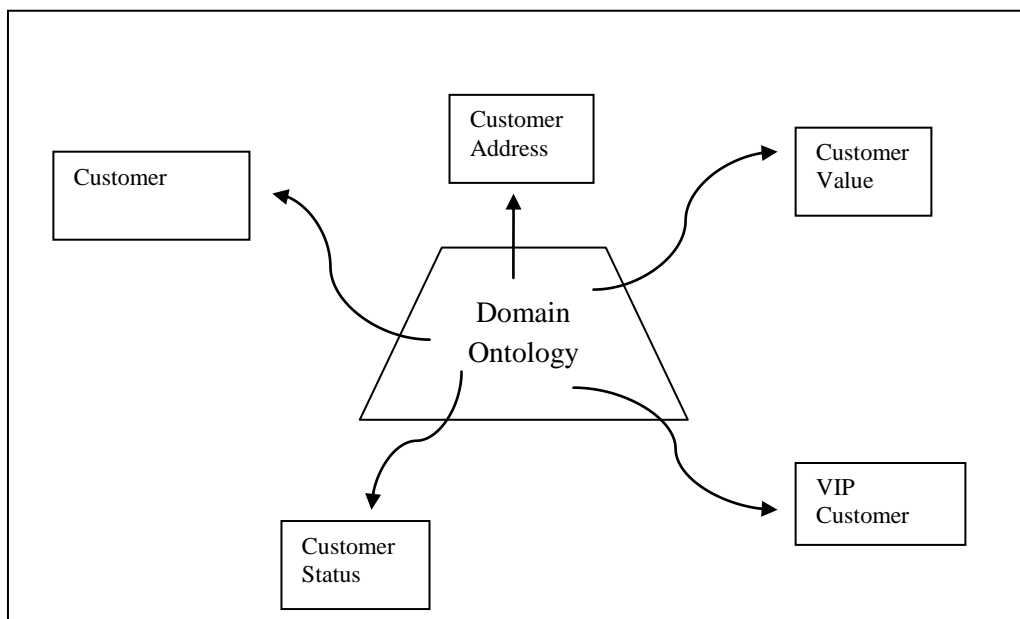 Customer
Address
Customer
Value
Customer
Domain
Ontology
VIP
Customer
Customer
Status